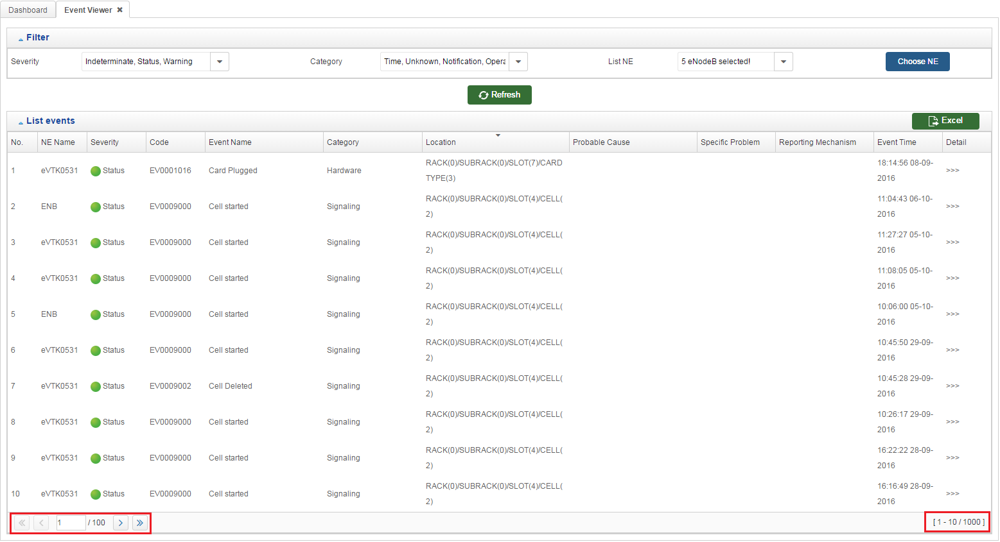 Dashboard Event Viewer ✖
Filter
Severity Indeterminate, Status, Warning Category Time, Unknown, Notification, Opera List NE 5 eNodeB selected! Choose NE
Refresh
List events Excel
No. NE Name Severity Code Event Name Category Location Probable Cause Specific Problem Reporting Mechanism Event Time Detail
1 eVTK0531 Status EV0001016 Card Plugged Hardware RACK(0)/SUBRACK(0)/SLOT(7)/CARD 18:14:56 08-09- >>>
TYPE(3) 2016
2 ENB Status EV0009000 Cell started Signaling RACK(0)/SUBRACK(0)/SLOT(4)/CELL( 11:04:43 06-10- >>>
2) 2016
3 eVTK0531 Status EV0009000 Cell started Signaling RACK(0)/SUBRACK(0)/SLOT(4)/CELL( 11:27:27 05-10- >>>
2) 2016
4 eVTK0531 Status EV0009000 Cell started Signaling RACK(0)/SUBRACK(0)/SLOT(4)/CELL( 11:08:05 05-10- >>>
2) 2016
5 ENB Status EV0009000 Cell started Signaling RACK(0)/SUBRACK(0)/SLOT(4)/CELL( 10:06:00 05-10- >>>
2) 2016
6 eVTK0531 Status EV0009000 Cell started Signaling RACK(0)/SUBRACK(0)/SLOT(4)/CELL( 10:45:50 29-09- >>>
2) 2016
7 eVTK0531 Status EV0009002 Cell Deleted Signaling RACK(0)/SUBRACK(0)/SLOT(4)/CELL( 10:45:28 29-09- >>>
2) 2016
8 eVTK0531 Status EV0009000 Cell started Signaling RACK(0)/SUBRACK(0)/SLOT(4)/CELL( 10:26:17 29-09- >>>
2) 2016
9 eVTK0531 Status EV0009000 Cell started Signaling RACK(0)/SUBRACK(0)/SLOT(4)/CELL( 16:22:22 28-09- >>>
2) 2016
10 eVTK0531 Status EV0009000 Cell started Signaling RACK(0)/SUBRACK(0)/SLOT(4)/CELL( 16:16:49 28-09- >>>
2) 2016
1 / 100 [ 1 - 10 / 1000 ]